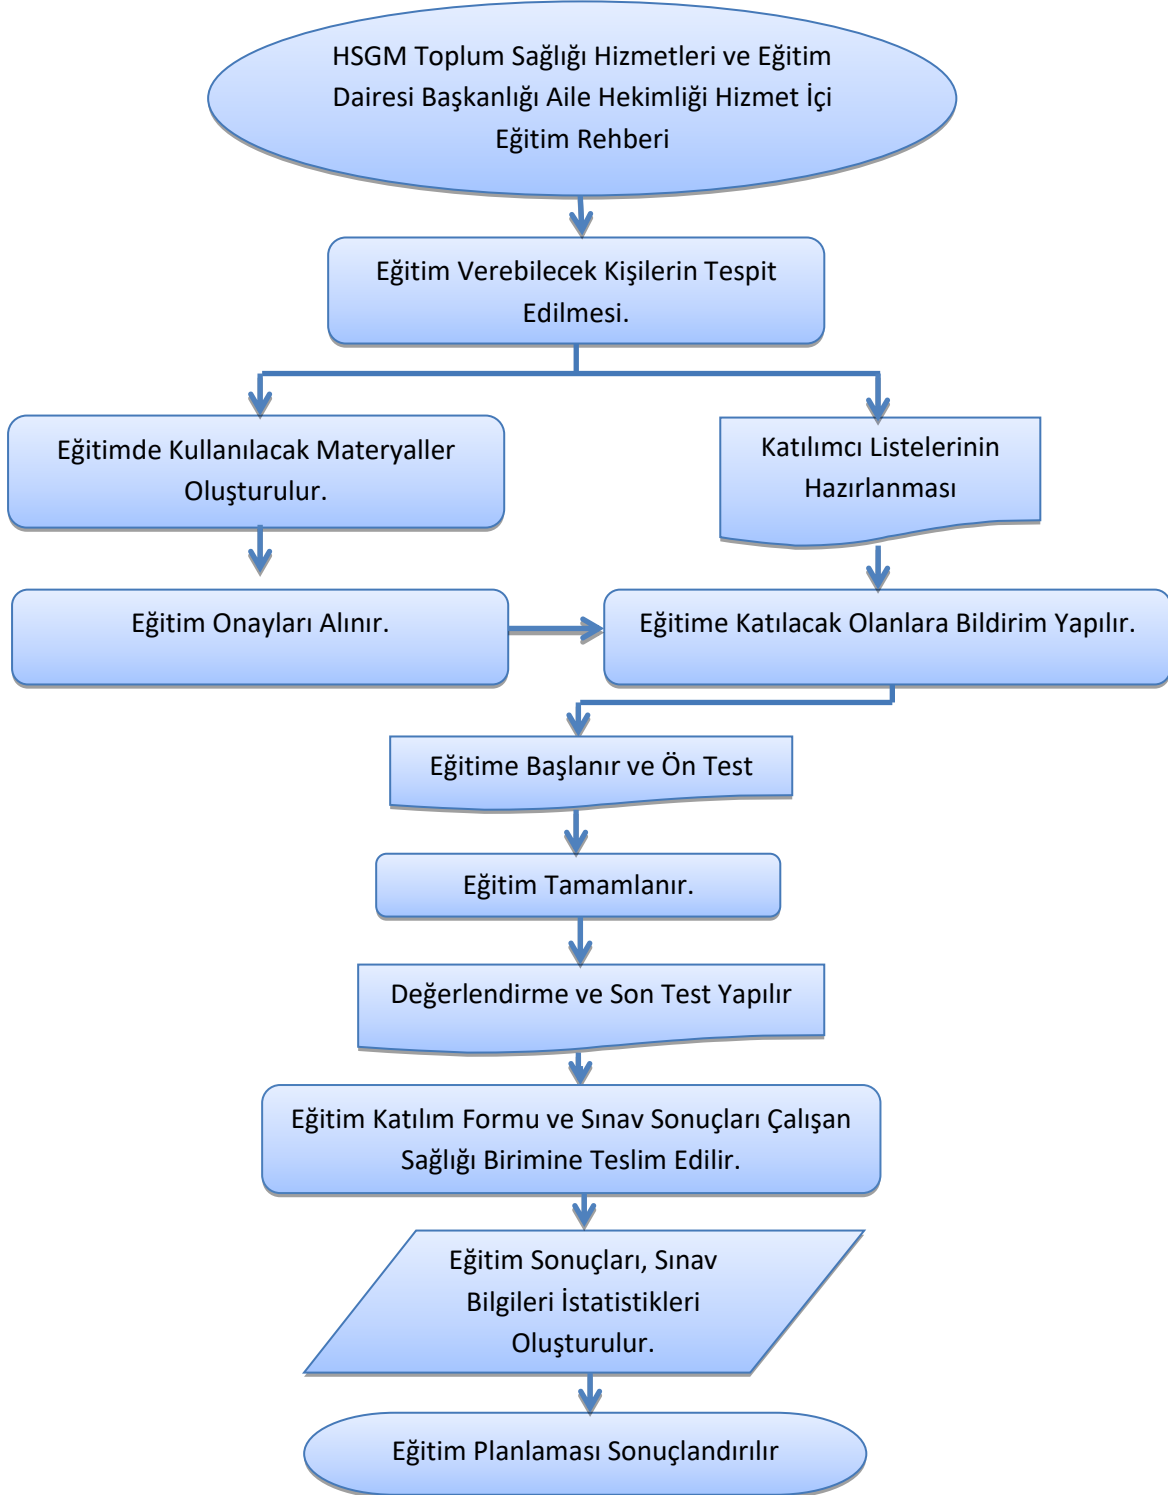 HSGM Toplum Sağlığı Hizmetleri ve Eğitim
Dairesi Başkanlığı Aile Hekimliği Hizmet İçi
Eğitim Rehberi
Eğitim Verebilecek Kişilerin Tespit
Edilmesi.
Eğitimde Kullanılacak Materyaller
Oluşturulur.
Katılımcı Listelerinin
Hazırlanması
Eğitim Onayları Alınır.
Eğitime Katılacak Olanlara Bildirim Yapılır.
Eğitime Başlanır ve Ön Test
Eğitim Tamamlanır.
Değerlendirme ve Son Test Yapılır
Eğitim Katılım Formu ve Sınav Sonuçları Çalışan
Sağlığı Birimine Teslim Edilir.
Eğitim Sonuçları, Sınav
Bilgileri İstatistikleri
Oluşturulur.
Eğitim Planlaması Sonuçlandırılır